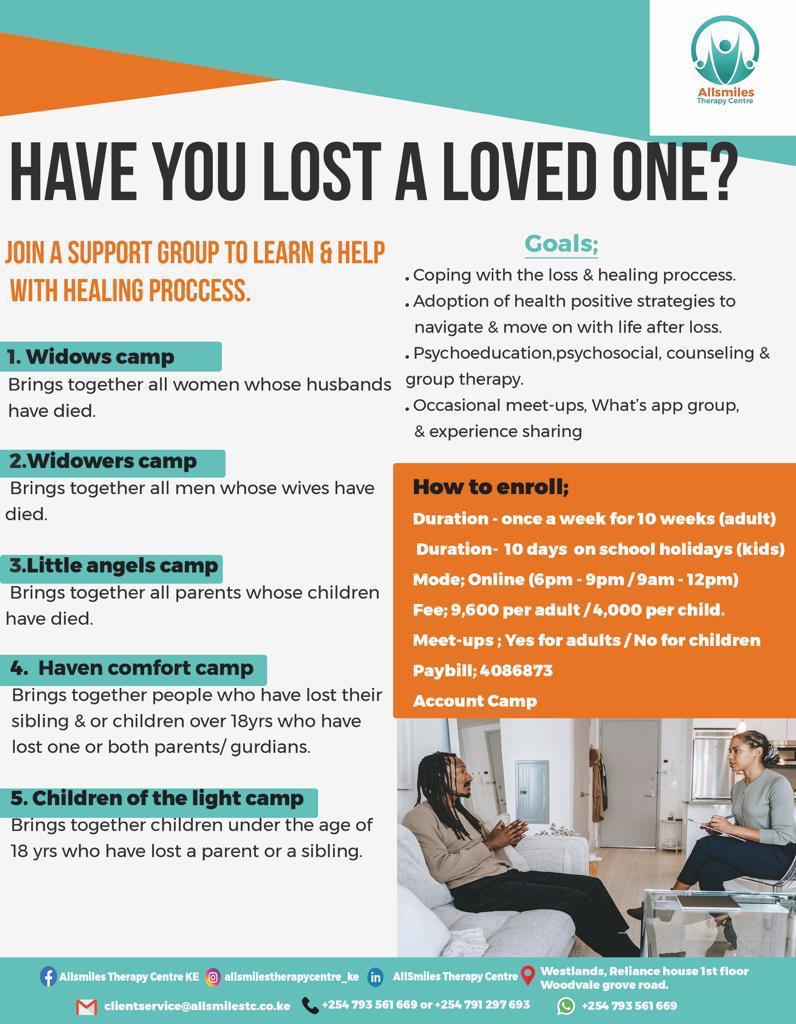 Allsmiles
Therapy Centre
HAVE YOU LOST A LOVED ONE?
JOIN A SUPPORT GROUP TO LEARN & HELP
WITH HEALING PROCCESS.
1. Widows camp
Brings together all women whose husbands
have died.
2.Widowers camp
Brings together all men whose wives have
died.
3.Little angels camp
Brings together all parents whose children
have died.
4. Haven comfort camp
Brings together people who have lost their
sibling & or children over 18yrs who have
lost one or both parents/ gurdians.
5. Children of the light camp
Brings together children under the age of
18 yrs who have lost a parent or a sibling.
Goals;
. Coping with the loss & healing proccess.
. Adoption of health positive strategies to
navigate & move on with life after loss.
. Psychoeducation,psychosocial, counseling &
group therapy.
. Occasional meet-ups, What's app group,
& experience sharing
How to enroll;
Duration - once a week for 10 weeks (adult)
Duration- 10 days on school holidays (kids)
Mode; Online (6pm - 9pm / 9am - 12pm)
Fee; 9,600 per adult / 4,000 per child.
Meet-ups ; Yes for adults / No for children
Paybill; 4086873
Account Camp
Allsmiles Therapy Centre KE allsmilestherapycentre_ke AllSmiles Therapy Centre Westlands, Reliance house 1st floor
Woodvale grove road.
clientservice@allsmilestc.co.ke +254 793 561 669 or +254 791 297 693 +254 793 561 669